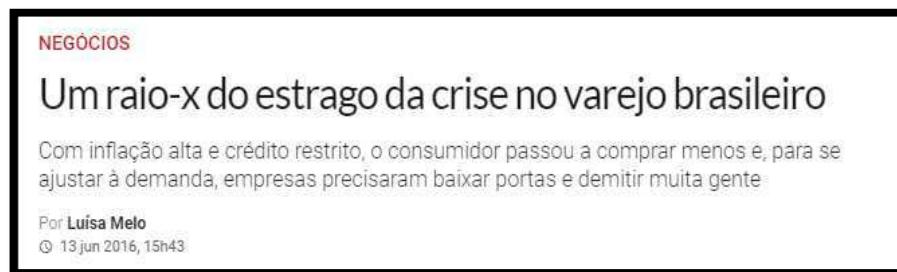 NEGÓCIOS
Um raio-x do estrago da crise no varejo brasileiro
Com inflação alta e crédito restrito, o consumidor passou a comprar menos e, para se
ajustar à demanda, empresas precisaram baixar portas e demitir muita gente
Por Luísa Melo
13 jun 2016, 15h43